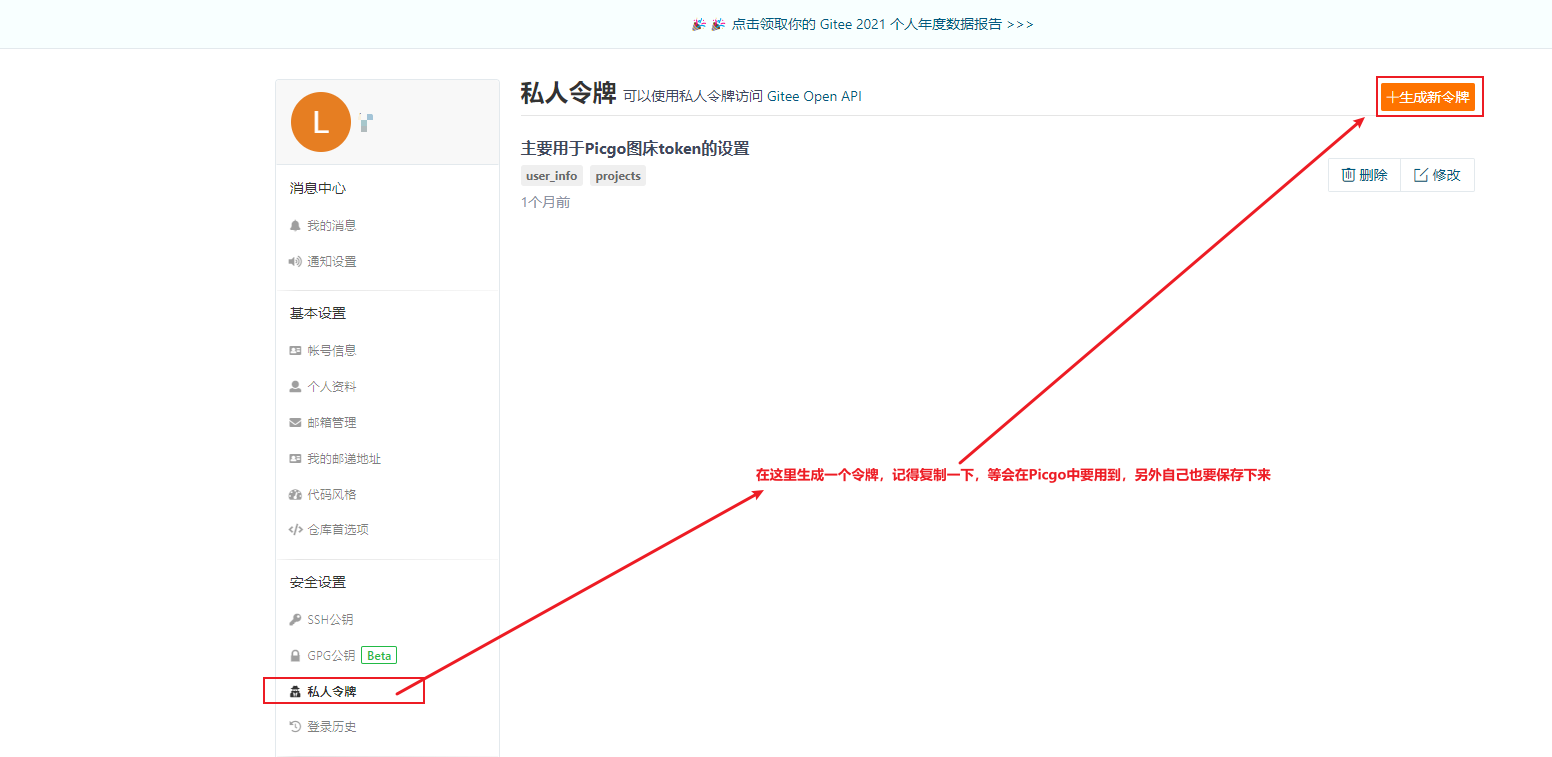 点击领取你的 Gitee 2021 个人年度数据报告 >>>
L
消息中心
我的消息
通知设置
基本设置
帐号信息
个人资料
邮箱管理
我的邮递地址
代码风格
仓库首选项
安全设置
SSH公钥
GPG公钥 Beta
私人令牌
登录历史
私人令牌 可以使用私人令牌访问 Gitee Open API
+生成新令牌
主要用于Picgo图床token的设置
user_info projects
1个月前
删除 修改
在这里生成一个令牌，记得复制一下，等会在Picgo中要用到，另外自己也要保存下来